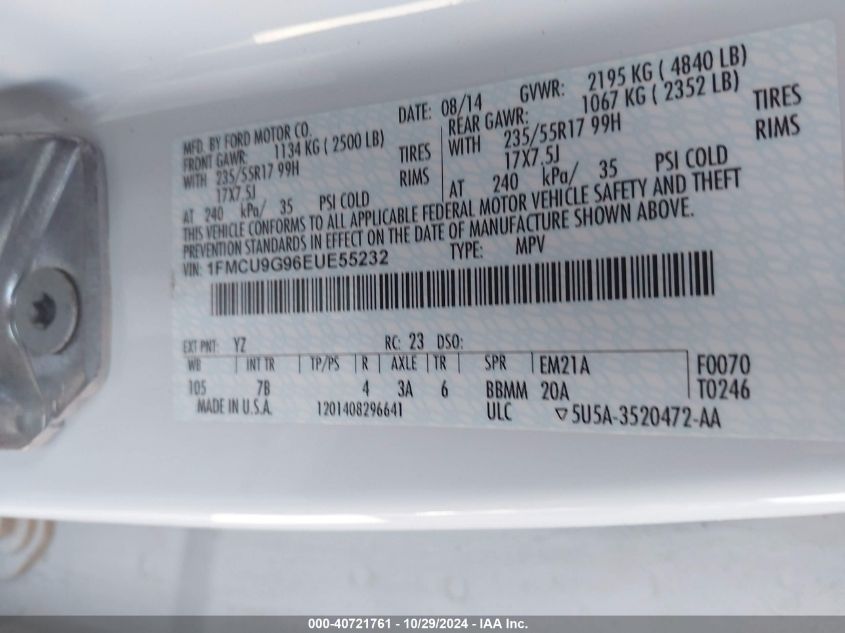 MFD. BY FORD MOTOR CO. DATE: 08/14 GVWR: 2195 KG ( 4840 LB)
FRONT GAWR: 1134 KG ( 2500 LB) REAR GAWR: 1067 KG ( 2352 LB)
WITH 235/55R17 99H TIRES WITH 235/55R17 99H TIRES
17X7.5J RIMS 17X7.5J RIMS
AT 240 kPa/ 35 PSI COLD AT 240 kPa/ 35 PSI COLD
THIS VEHICLE CONFORMS TO ALL APPLICABLE FEDERAL MOTOR VEHICLE SAFETY AND THEFT
PREVENTION STANDARDS IN EFFECT ON THE DATE OF MANUFACTURE SHOWN ABOVE.
VIN: 1FMCU9G96EUE55232 TYPE: MPV
EXT PNT: YZ RC: 23 DSO:
WB INT TR TP/PS R AXLE TR SPR EM21A F0070
105 7B 4 3A 6 BBMM 20A T0246
MADE IN U.S.A. 1201408296641 ULC ▽5U5A-3520472-AA
000-40721761 - 10/29/2024 - IAA Inc.